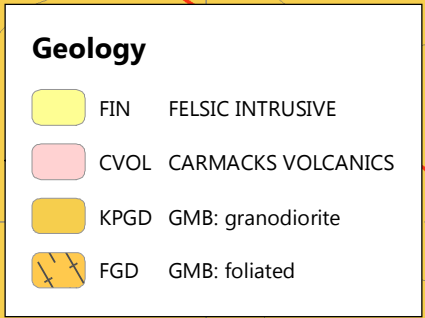 Geology
FIN FELSIC INTRUSIVE
CVOL CARMACKS VOLCANICS
KPGD GMB: granodiorite
FGD GMB: foliated